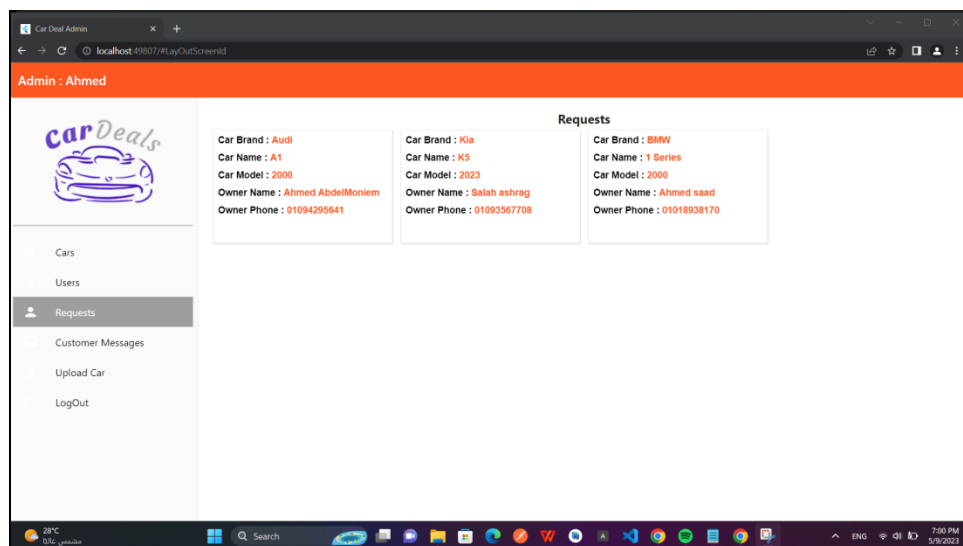 Car Deal Admin
localhost:49807/#LayOutScreenId
Admin : Ahmed
carDeals
Cars
Users
Requests
Customer Messages
Upload Car
LogOut
Requests
Car Brand : Audi
Car Name : A1
Car Model : 2000
Owner Name : Ahmed AbdelMoniem
Owner Phone : 01094295641
Car Brand : Kia
Car Name : K5
Car Model : 2023
Owner Name : Salah ashrag
Owner Phone : 01093567708
Car Brand : BMW
Car Name : 1 Series
Car Model : 2000
Owner Name : Ahmed saad
Owner Phone : 01018938170
28°C
مشمس غالبًا
Search
ENG
7:00 PM
5/9/2023